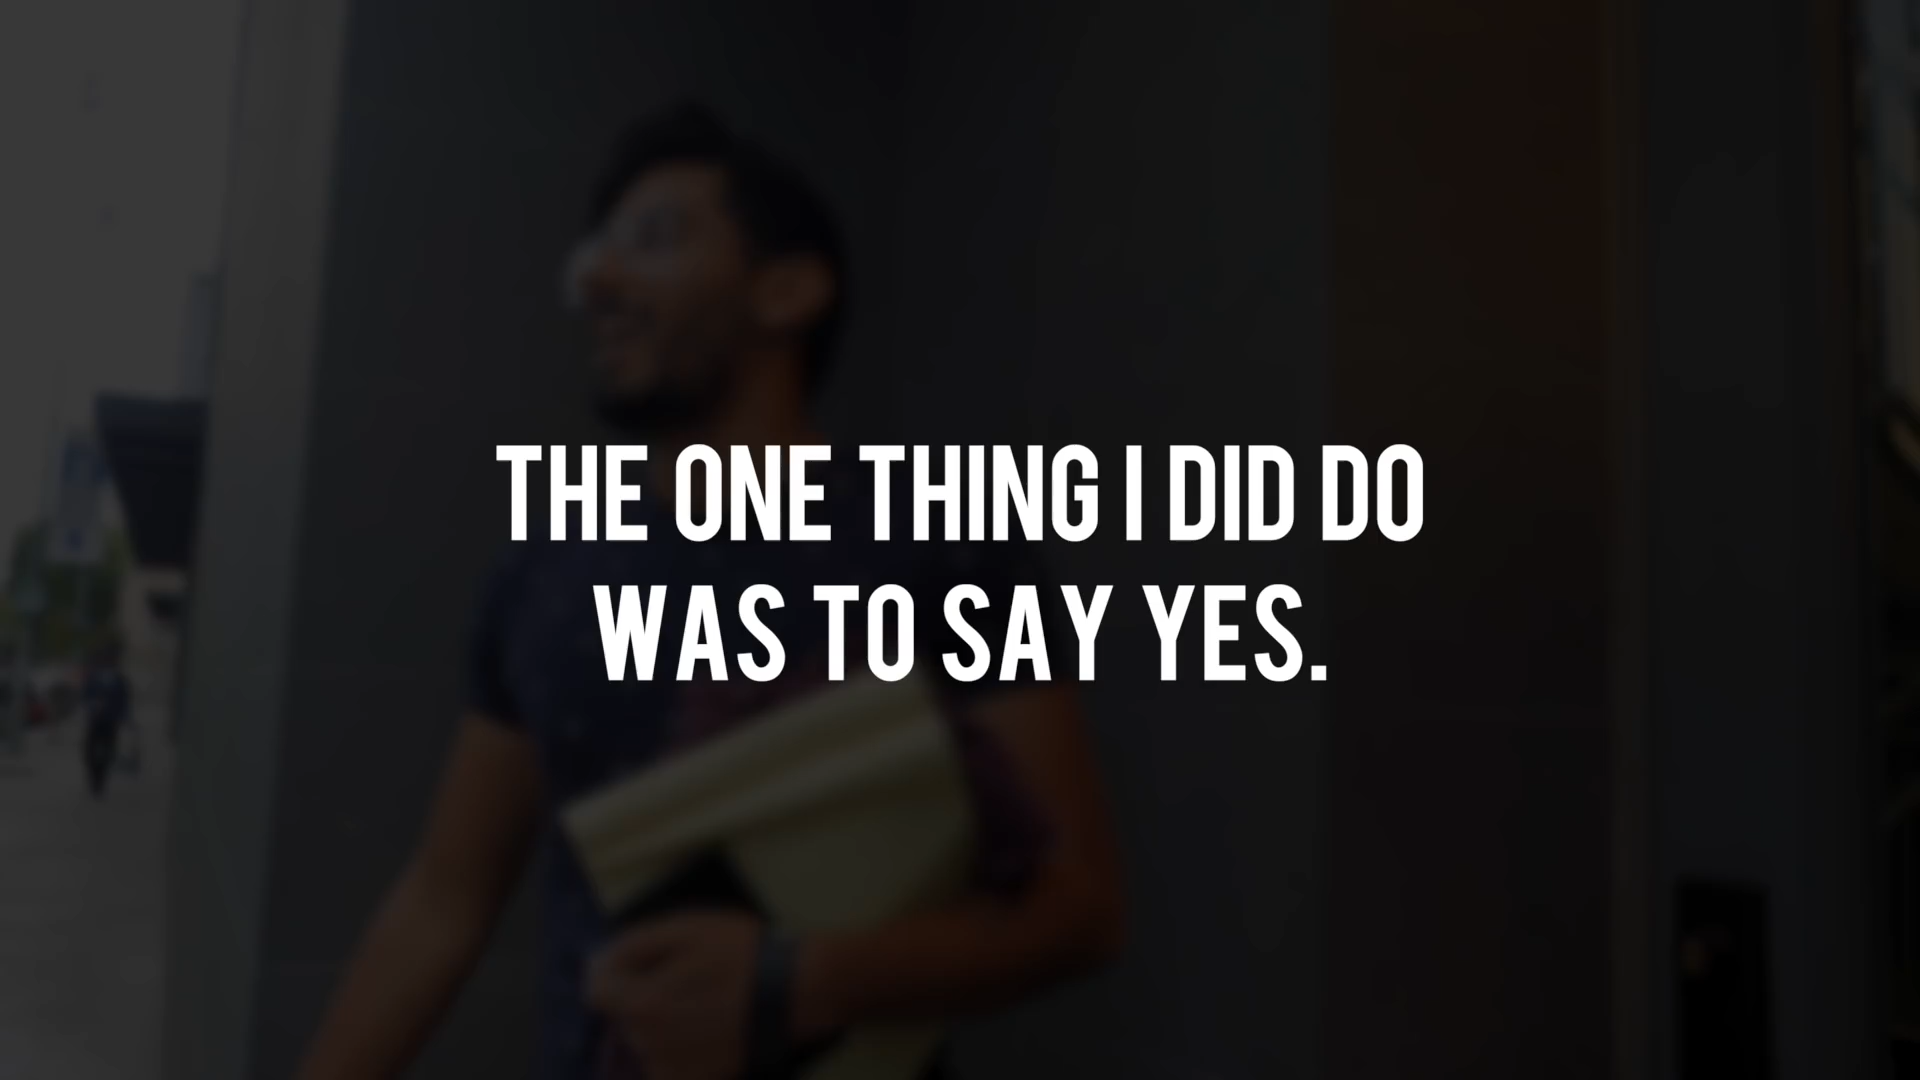 THE ONE THING I DID DO
WAS TO SAY YES.